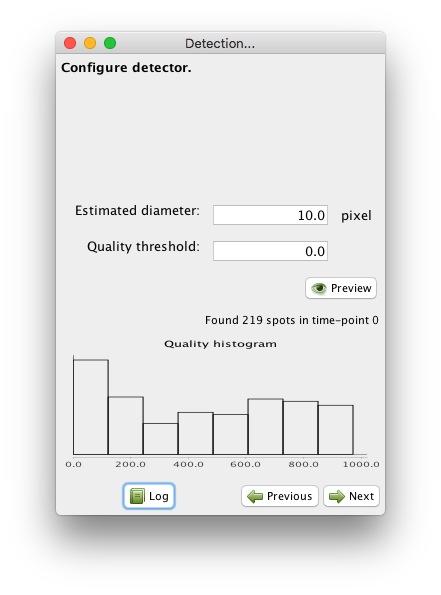 Detection...
Configure detector.
Estimated diameter: 10.0 pixel
Quality threshold: 0.0
Preview
Found 219 spots in time-point 0
Quality histogram
0.0 200.0 400.0 600.0 800.0 1000.0
Log Previous Next